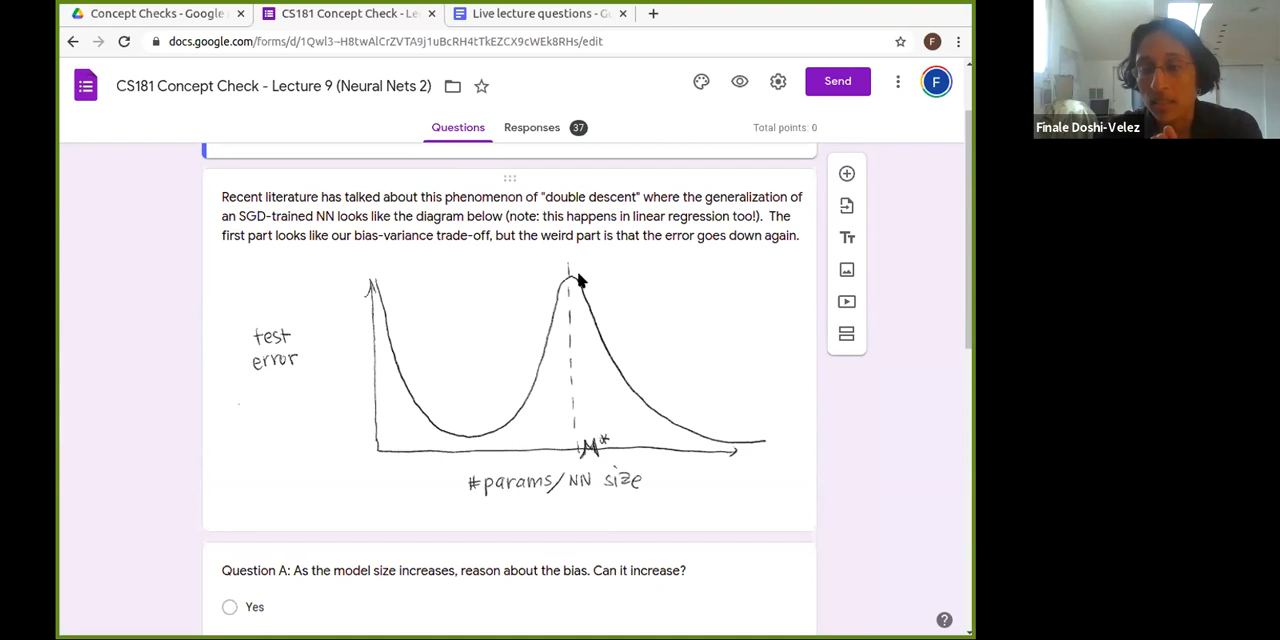 Concept Checks - Google
CS181 Concept Check - Le
Live lecture questions - G
docs.google.com/forms/d/1Qwl3--H8twAlCrZVTA9j1uBcRH4tTkEZCX9cWEk8RHs/edit
F
CS181 Concept Check - Lecture 9 (Neural Nets 2)
Send
F
Questions
Responses 37
Total points: 0
Finale Doshi-Velez
Recent literature has talked about this phenomenon of "double descent" where the generalization of
an SGD-trained NN looks like the diagram below (note: this happens in linear regression too!). The
first part looks like our bias-variance trade-off, but the weird part is that the error goes down again.
test
error
M*
#params/NN size
Question A: As the model size increases, reason about the bias. Can it increase?
Yes